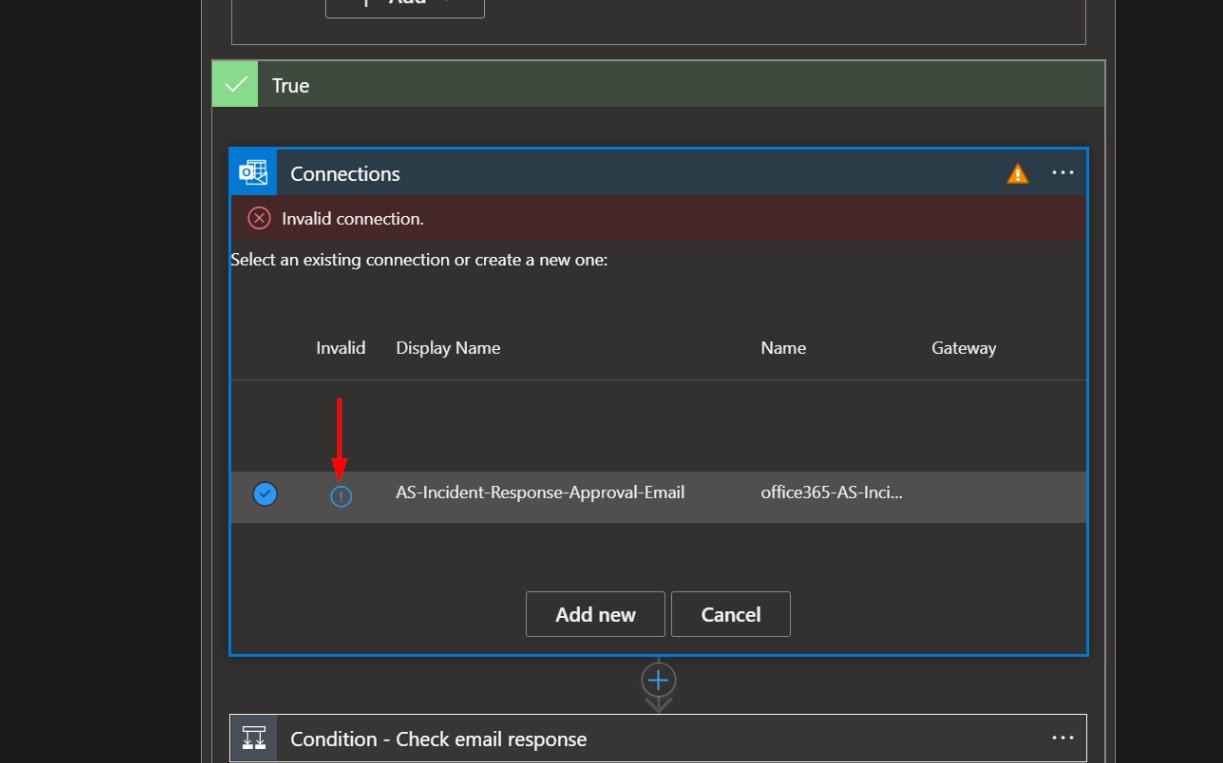 Add
True
Connections
Invalid connection.
Select an existing connection or create a new one:
Invalid Display Name Name Gateway
AS-Incident-Response-Approval-Email office365-AS-Inci...
Add new Cancel
Condition - Check email response